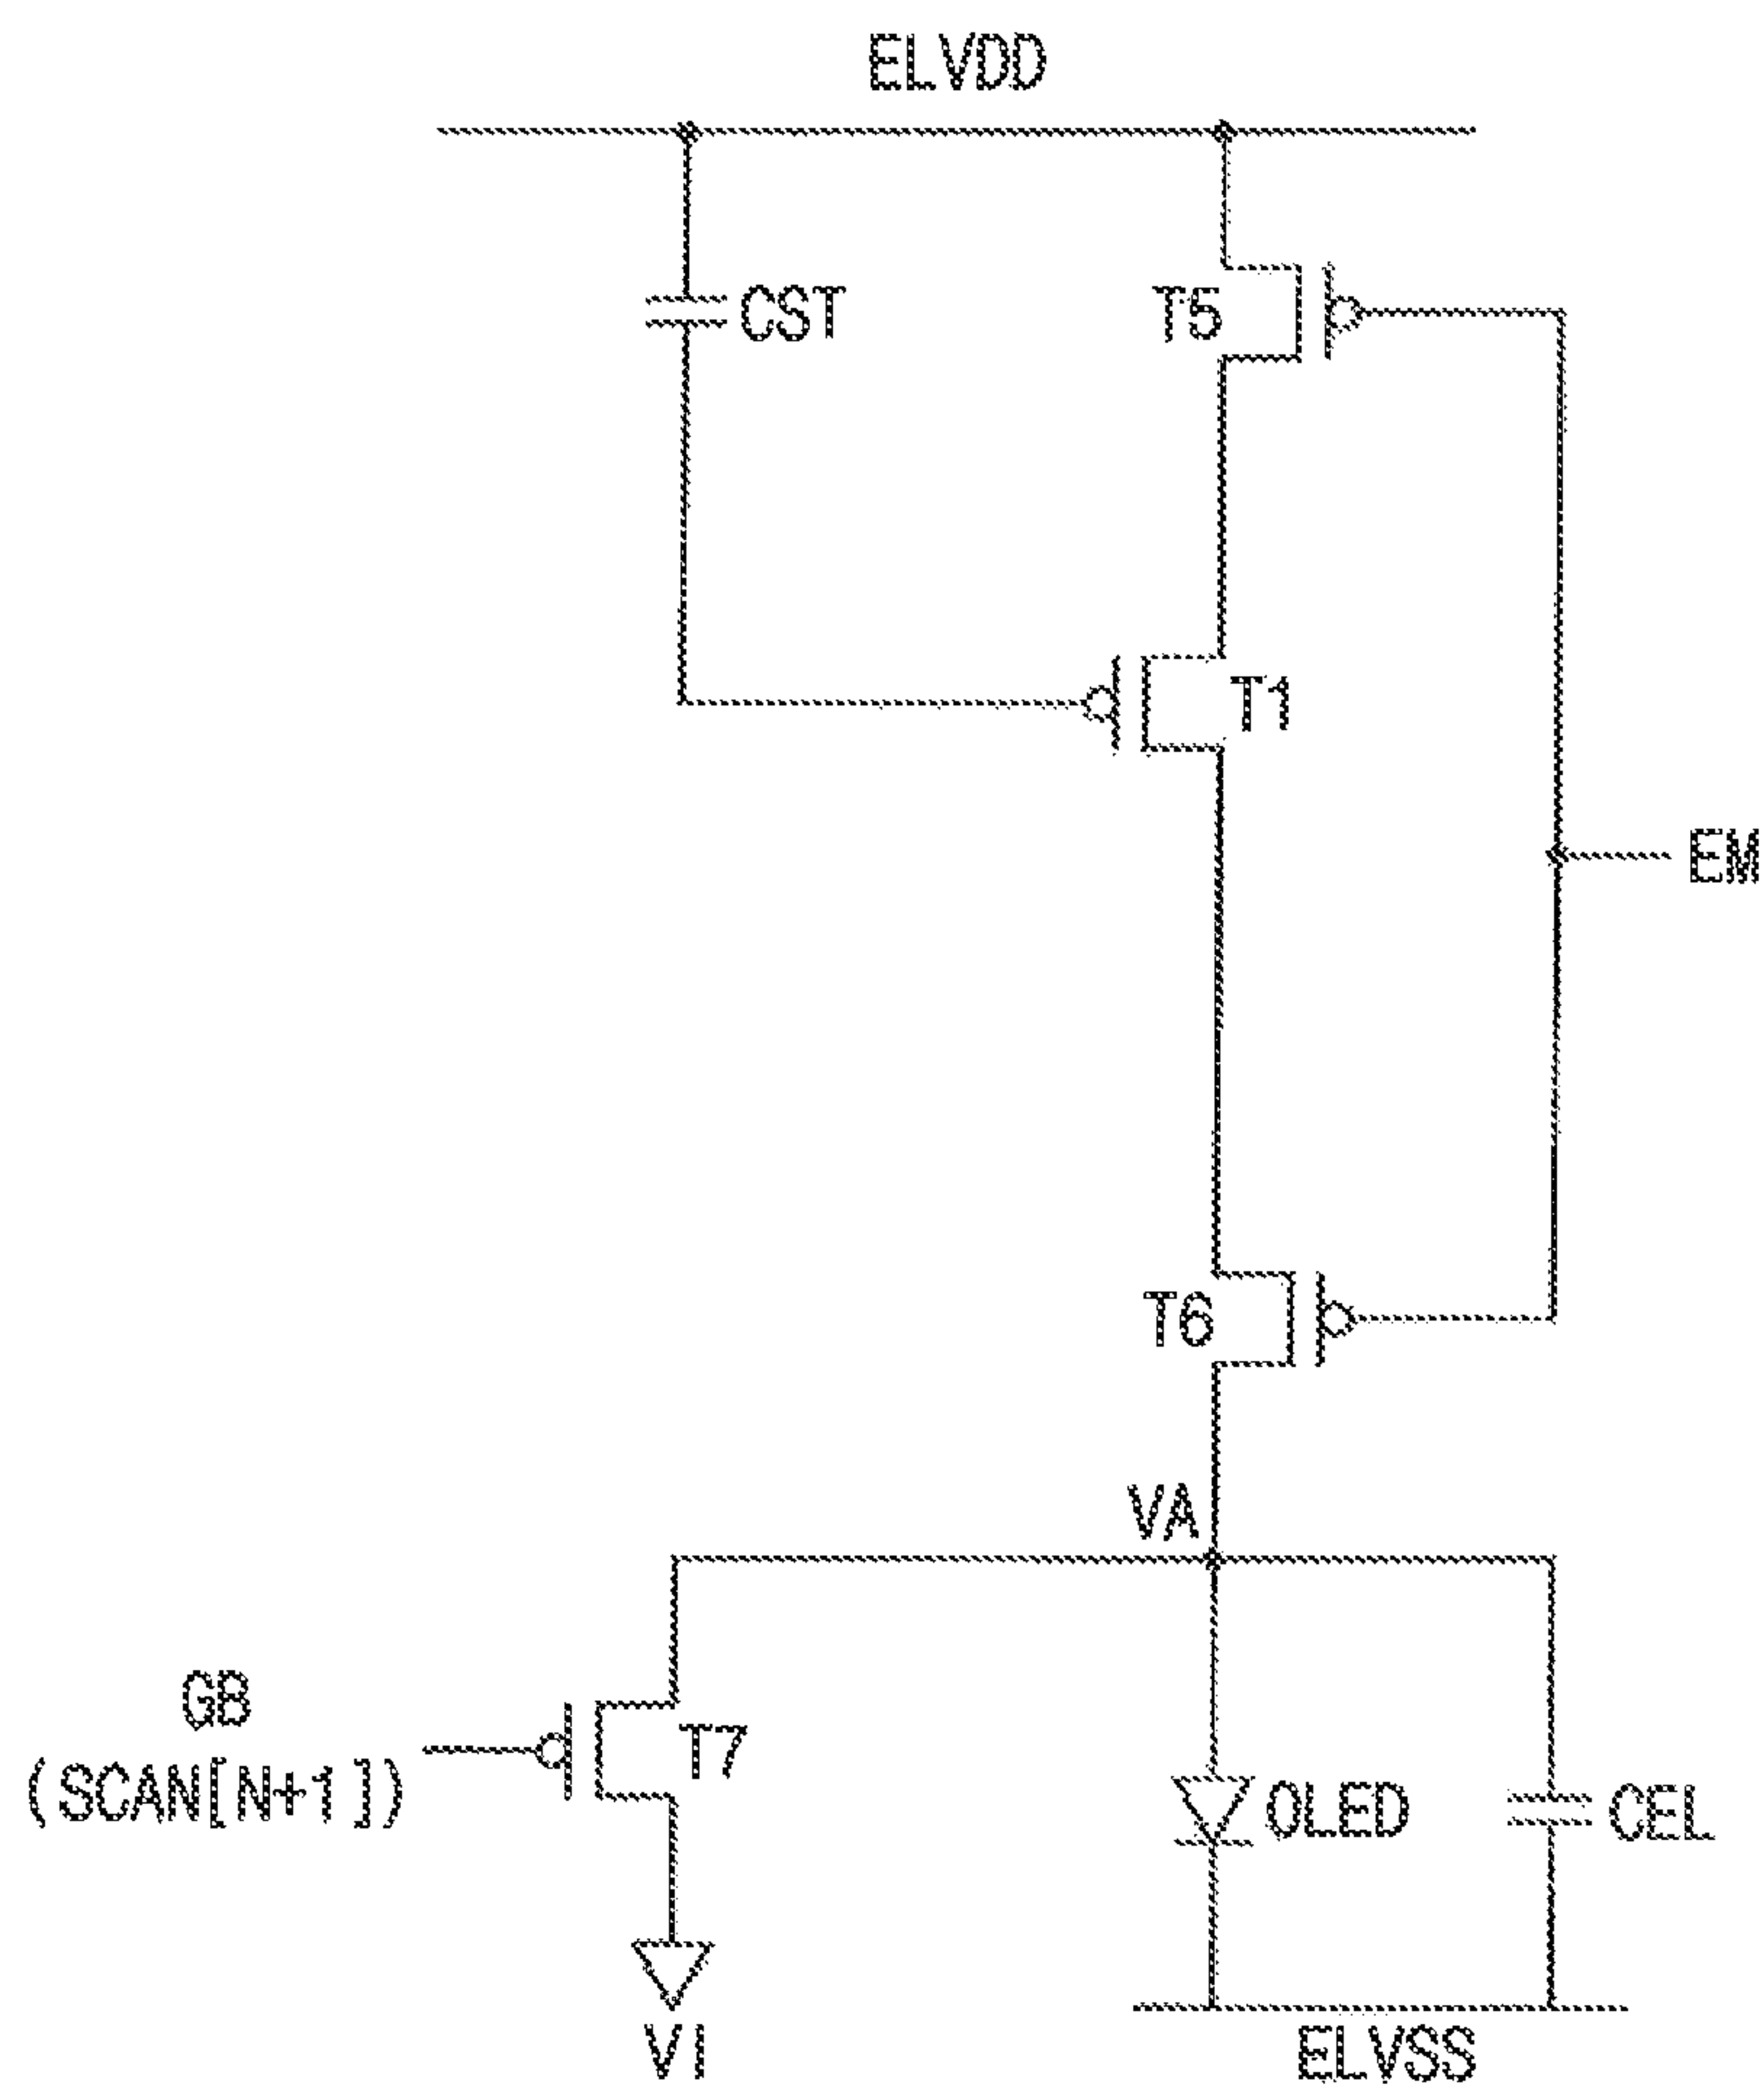 ELVDD
CST
T5
T1
EM
T6
VA
GB
(SCAN[N+1])
T7
OLED
CEL
VI
ELVSS